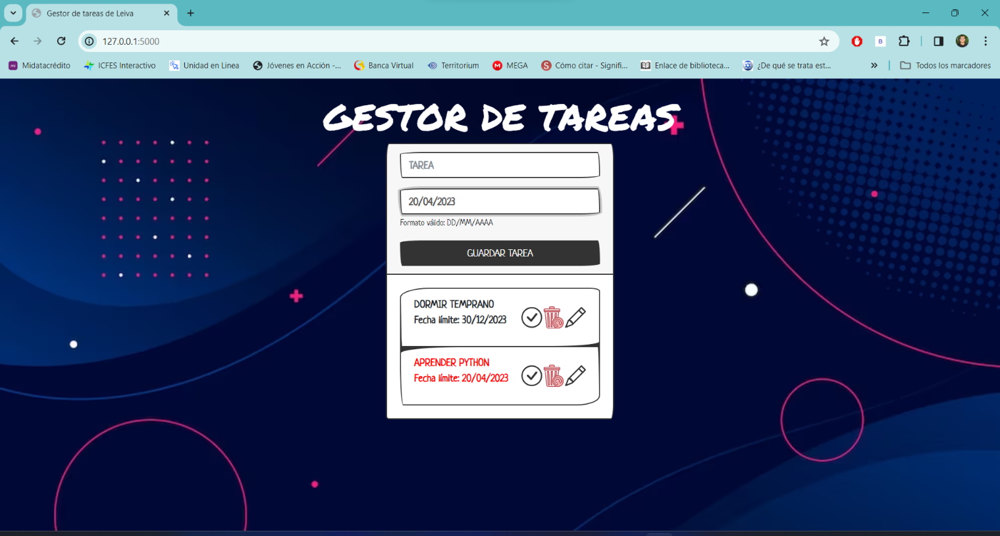 Gestor de tareas de Leiva
127.0.0.1:5000
Midatacrédito
ICFES Interactivo
Unidad en Linea
Jóvenes en Acción -...
Banca Virtual
Territorium
MEGA
Cómo citar - Signifi...
Enlace de biblioteca...
¿De qué se trata est...
Todos los marcadores
GESTOR DE TAREAS
TAREA
20/04/2023
Formato válido: DD/MM/AAAA
GUARDAR TAREA
DORMIR TEMPRANO
Fecha límite: 30/12/2023
APRENDER PYTHON
Fecha límite: 20/04/2023